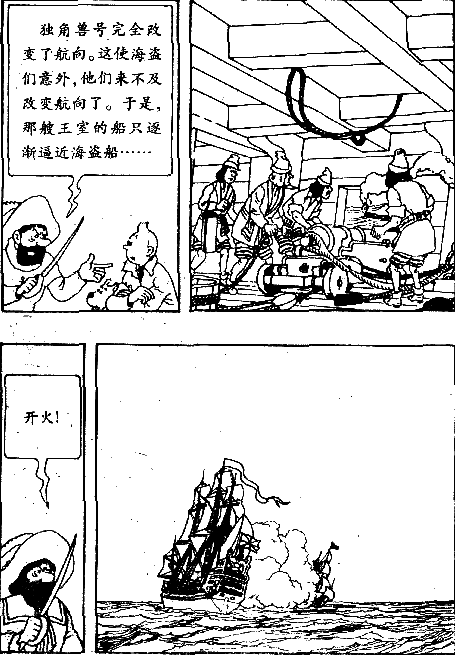 独角兽号完全改
变了航向。这使海盗
们意外,他们来不及
改变航向了。于是,
那艘王室的船只逐
渐逼近海盗船……
开火!